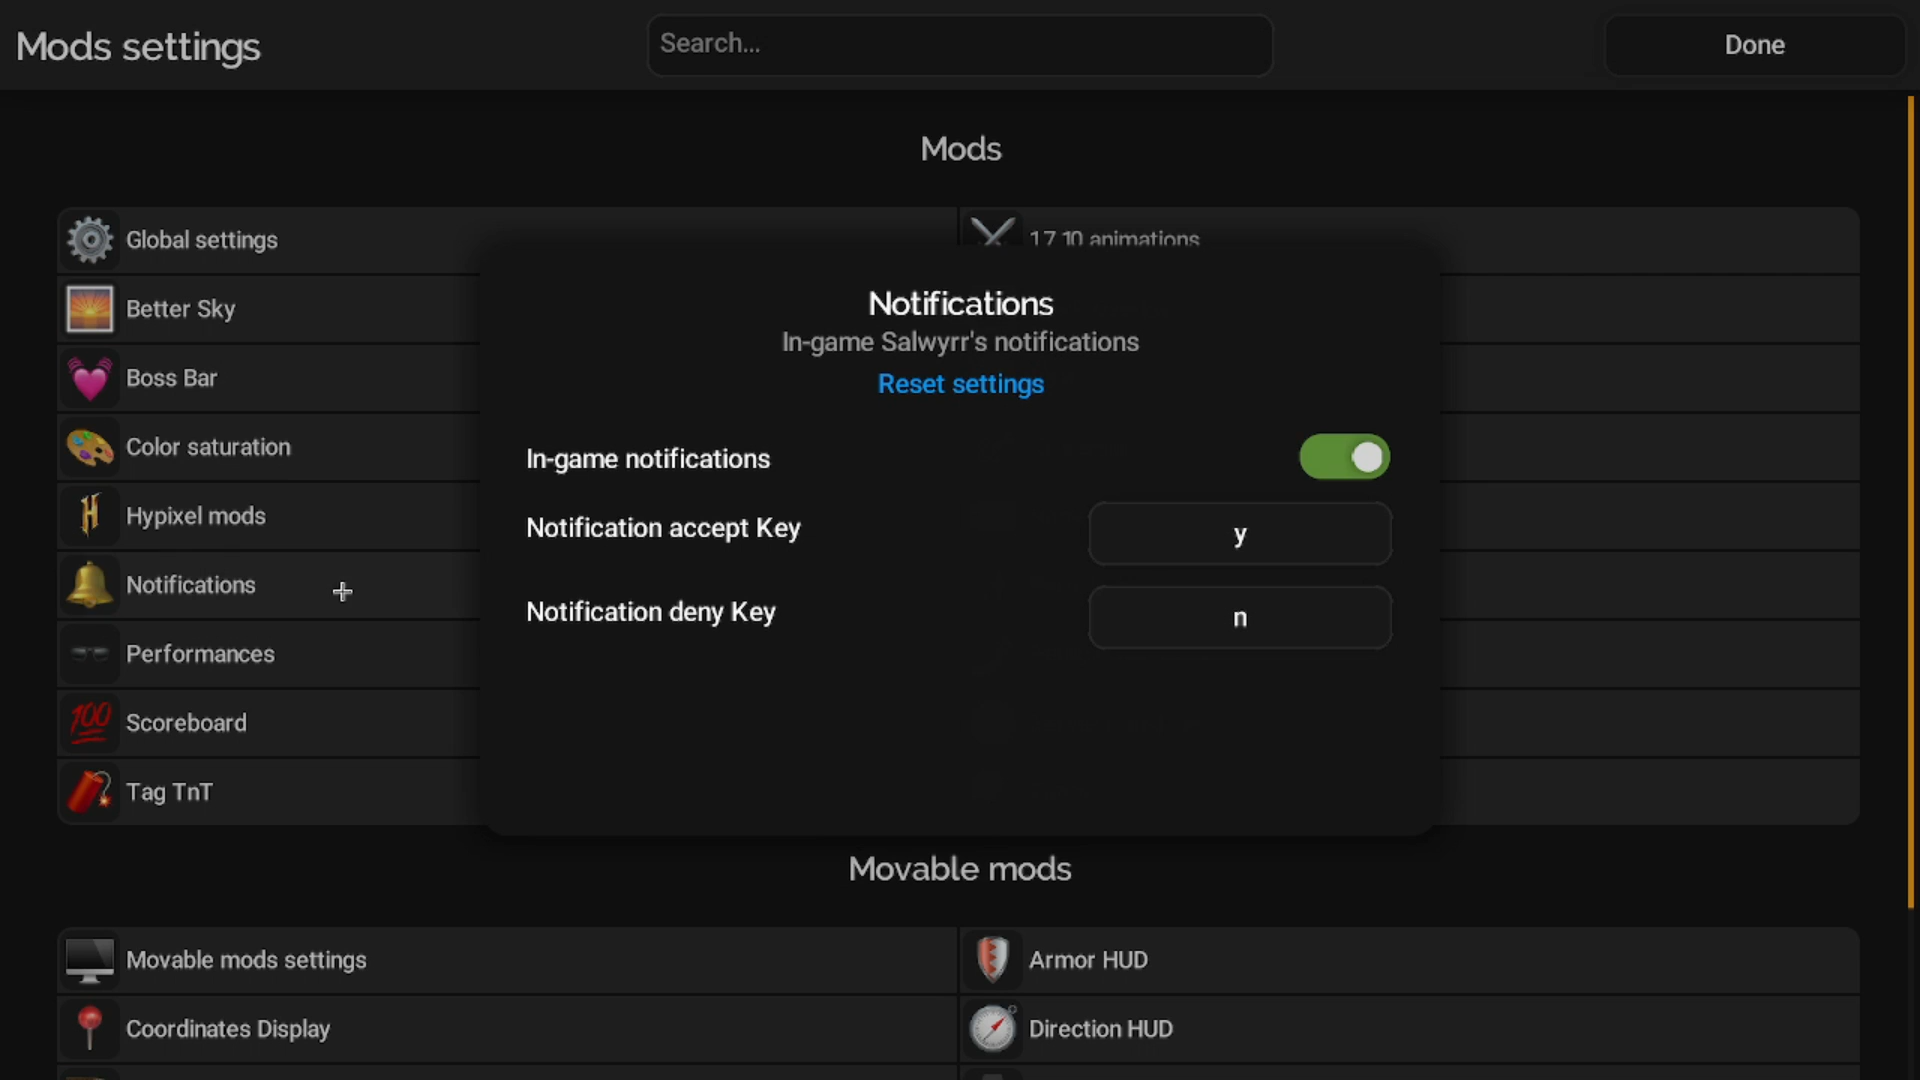 Mods settings
Search...
Done
Mods
Global settings
1.7.10 animations
Better Sky
Boss Bar
Color saturation
Hypixel mods
Notifications
Performances
Scoreboard
Tag TnT
Notifications
In-game Salwyrr's notifications
Reset settings
In-game notifications
Notification accept Key
y
Notification deny Key
n
Movable mods
Movable mods settings
Armor HUD
Coordinates Display
Direction HUD